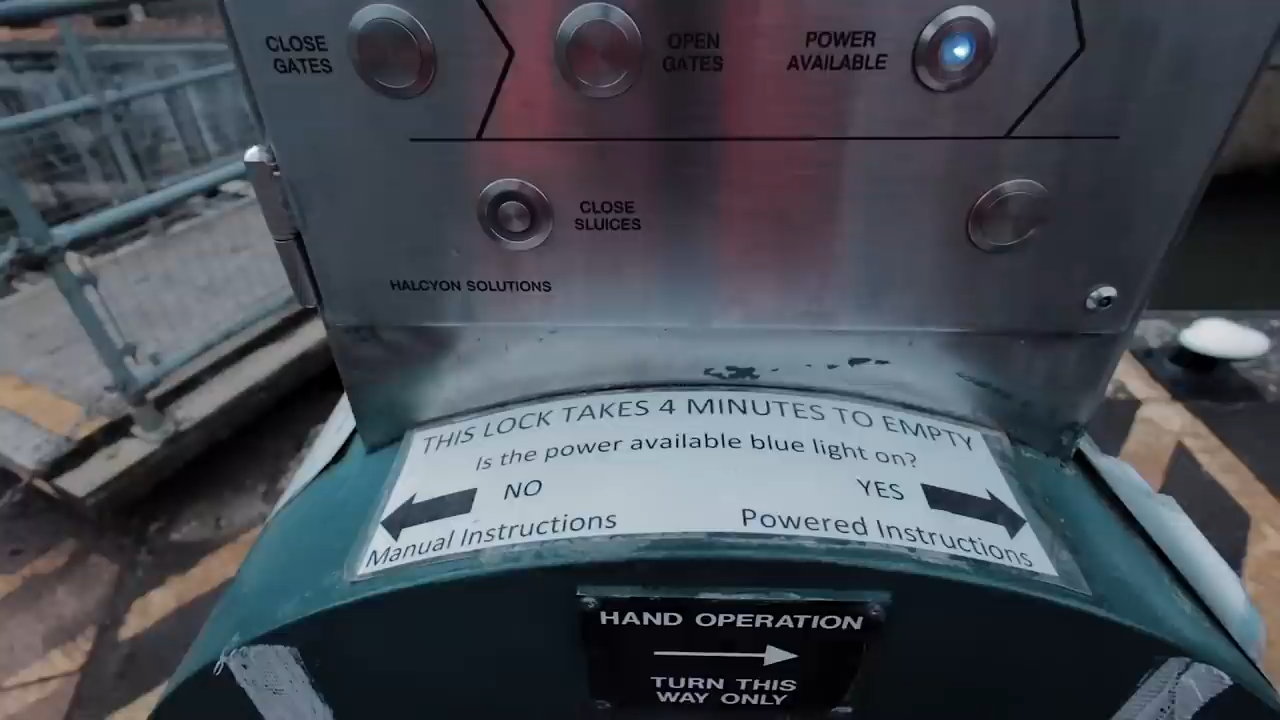 CLOSE
GATES
OPEN
GATES
POWER
AVAILABLE
CLOSE
SLUICES
HALCYON SOLUTIONS
THIS LOCK TAKES 4 MINUTES TO EMPTY
Is the power available blue light on?
NO
YES
Manual Instructions
Powered Instructions
HAND OPERATION
TURN THIS
WAY ONLY